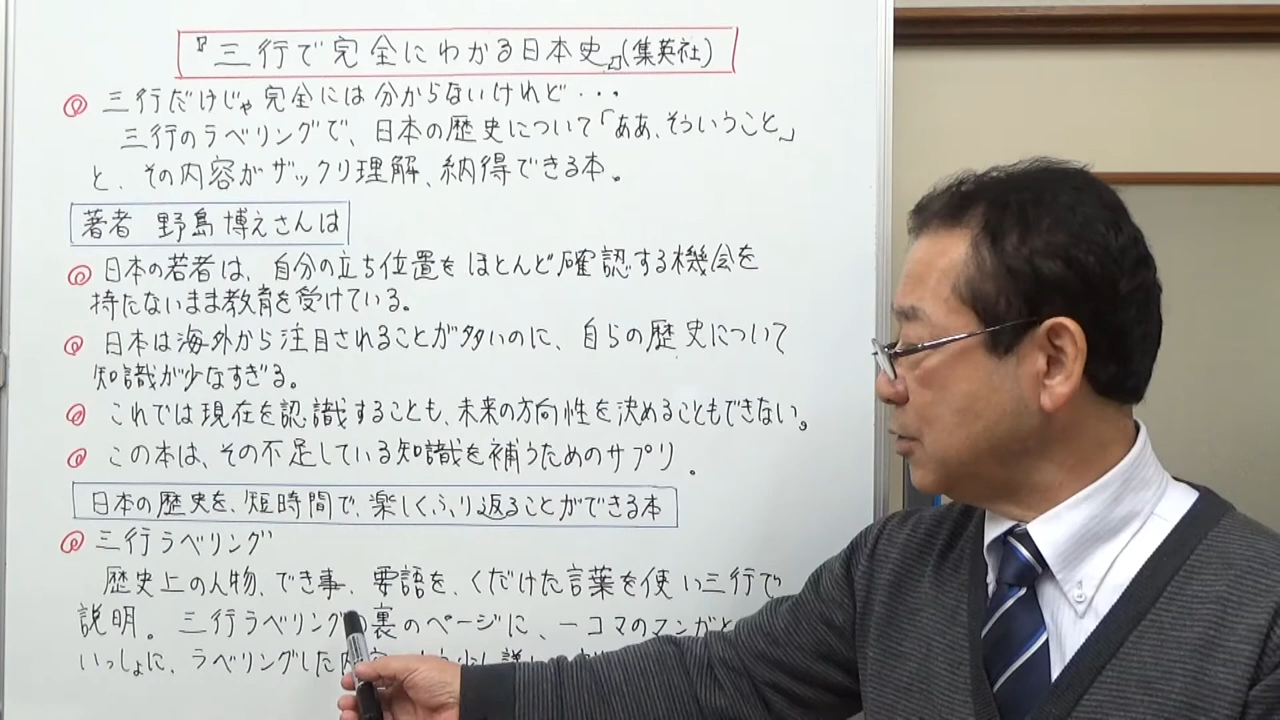 『三行で完全にわかる日本史』(集英社)
三行だけじゃ完全には分からないけれど・・・
三行のラベリングで、日本の歴史について「ああ、そういうこと」
と、その内容がザックリ理解、納得できる本。
著者 野島博之さんは
日本の若者は、自分の立ち位置をほとんど確認する機会を
持たないまま教育を受けている。
日本は海外から注目されることが多いのに、自らの歴史について
知識が少なすぎる。
これでは現在を認識することも、未来の方向性を決めることもできない。
この本は、その不足している知識を補うためのサプリ。
日本の歴史を、短時間で、楽しくふり返ることができる本
三行ラベリング
歴史上の人物、でき事、要語を、くだけた言葉を使い三行で
説明。三行ラベリングの裏のページに、一コマのマンガと
いっしょに、ラベリングした内容